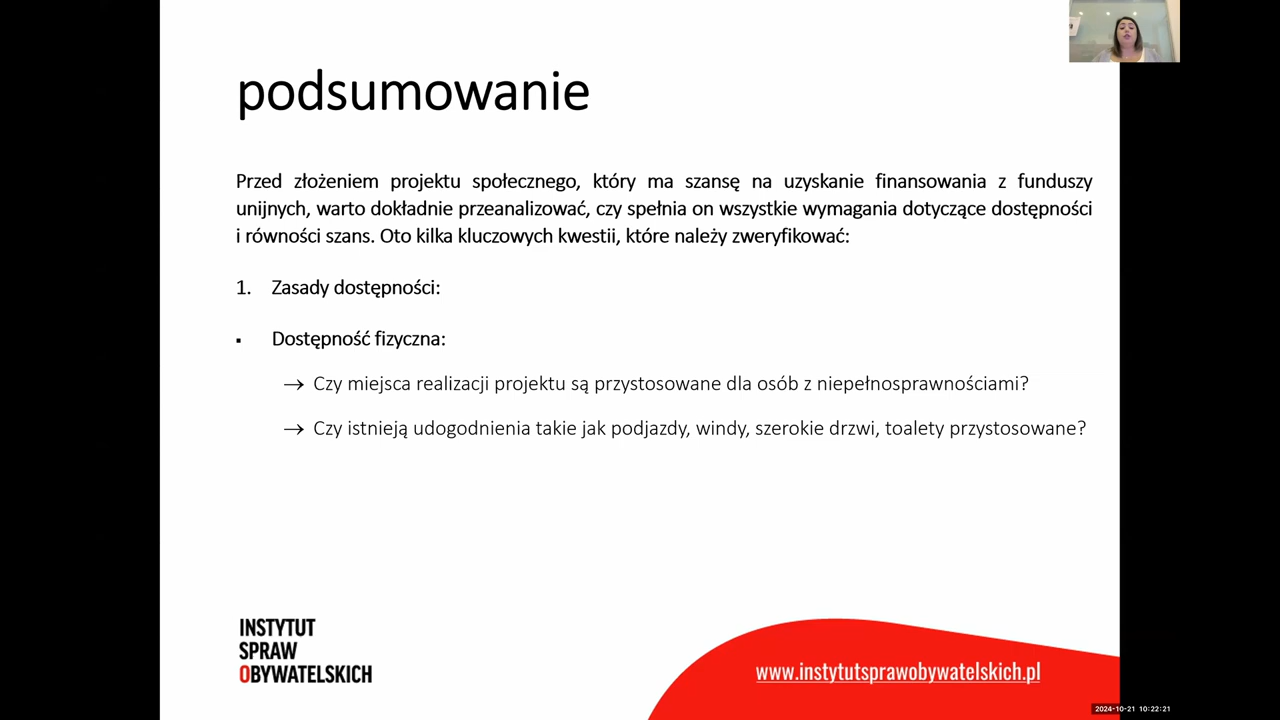 podsumowanie
Przed złożeniem projektu społecznego, który ma szansę na uzyskanie finansowania z funduszy
unijnych, warto dokładnie przeanalizować, czy spełnia on wszystkie wymagania dotyczące dostępności
i równości szans. Oto kilka kluczowych kwestii, które należy zweryfikować:
1. Zasady dostępności:
▪ Dostępność fizyczna:
→ Czy miejsca realizacji projektu są przystosowane dla osób z niepełnosprawnościami?
→ Czy istnieją udogodnienia takie jak podjazdy, windy, szerokie drzwi, toalety przystosowane?
INSTYTUT
SPRAW
OBYWATELSKICH
www.instytutsprawobywatelskich.pl
2024-10-21 10:22:21